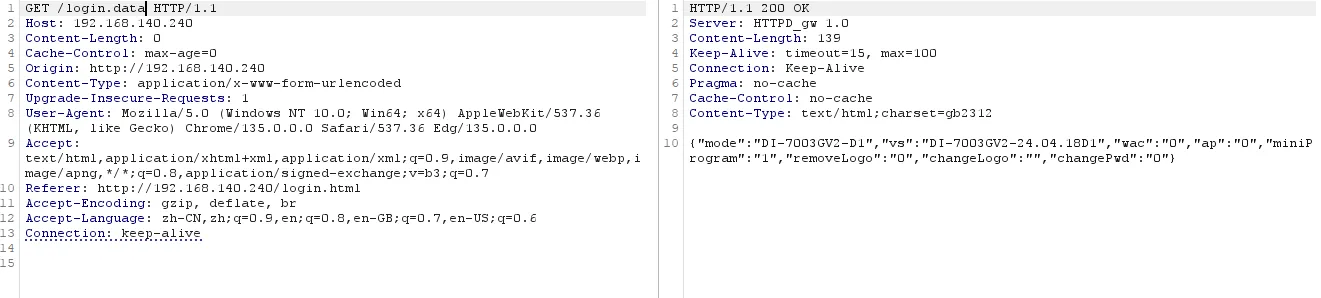 1 GET /login.data HTTP/1.1
2 Host: 192.168.140.240
3 Content-Length: 0
4 Cache-Control: max-age=0
5 Origin: http://192.168.140.240
6 Content-Type: application/x-www-form-urlencoded
7 Upgrade-Insecure-Requests: 1
8 User-Agent: Mozilla/5.0 (Windows NT 10.0; Win64; x64) AppleWebKit/537.36
(KHTML, like Gecko) Chrome/135.0.0.0 Safari/537.36 Edg/135.0.0.0
9 Accept:
text/html,application/xhtml+xml,application/xml;q=0.9,image/avif,image/webp,i
mage/apng,*/*;q=0.8,application/signed-exchange;v=b3;q=0.7
10 Referer: http://192.168.140.240/login.html
11 Accept-Encoding: gzip, deflate, br
12 Accept-Language: zh-CN,zh;q=0.9,en;q=0.8,en-GB;q=0.7,en-US;q=0.6
13 Connection: keep-alive
14
15
1 HTTP/1.1 200 OK
2 Server: HTTPD_gw 1.0
3 Content-Length: 139
4 Keep-Alive: timeout=15, max=100
5 Connection: Keep-Alive
6 Pragma: no-cache
7 Cache-Control: no-cache
8 Content-Type: text/html;charset=gb2312
9
10 {"mode":"DI-7003GV2-D1","vs":"DI-7003GV2-24.04.18D1","wac":"0","ap":"0","miniP
rogram":"1","removeLogo":"0","changeLogo":"","changePwd":"0"}